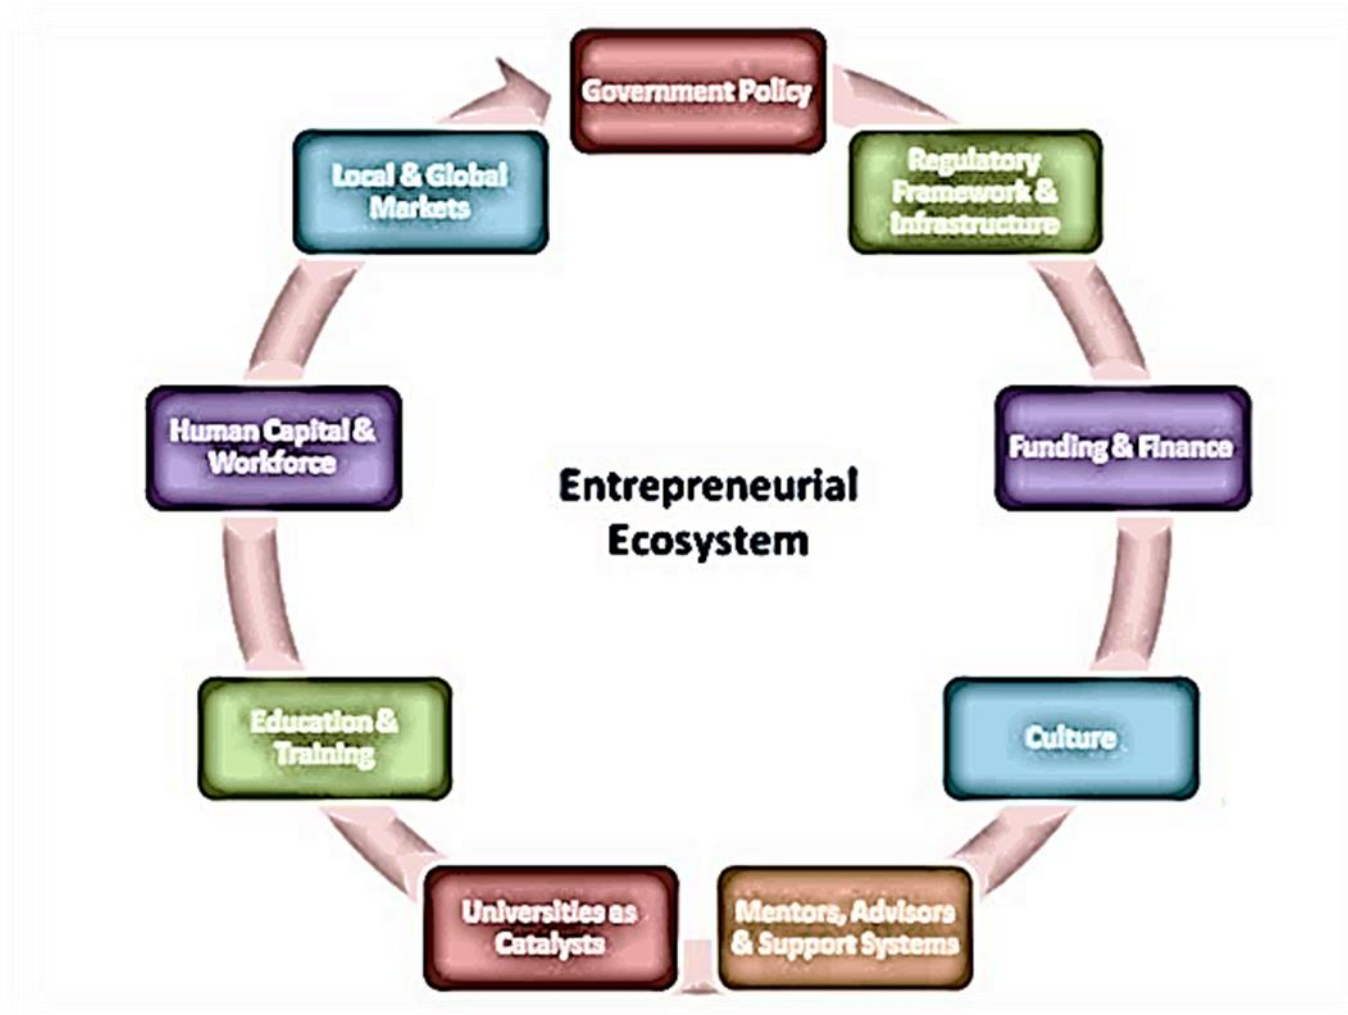 Government Policy
Regulatory
Framework &
Infrastructure
Funding & Finance
Culture
Mentors, Advisors
& Support Systems
Universities as
Catalysts
Education &
Training
Human Capital &
Workforce
Local & Global
Markets
Entrepreneurial
Ecosystem